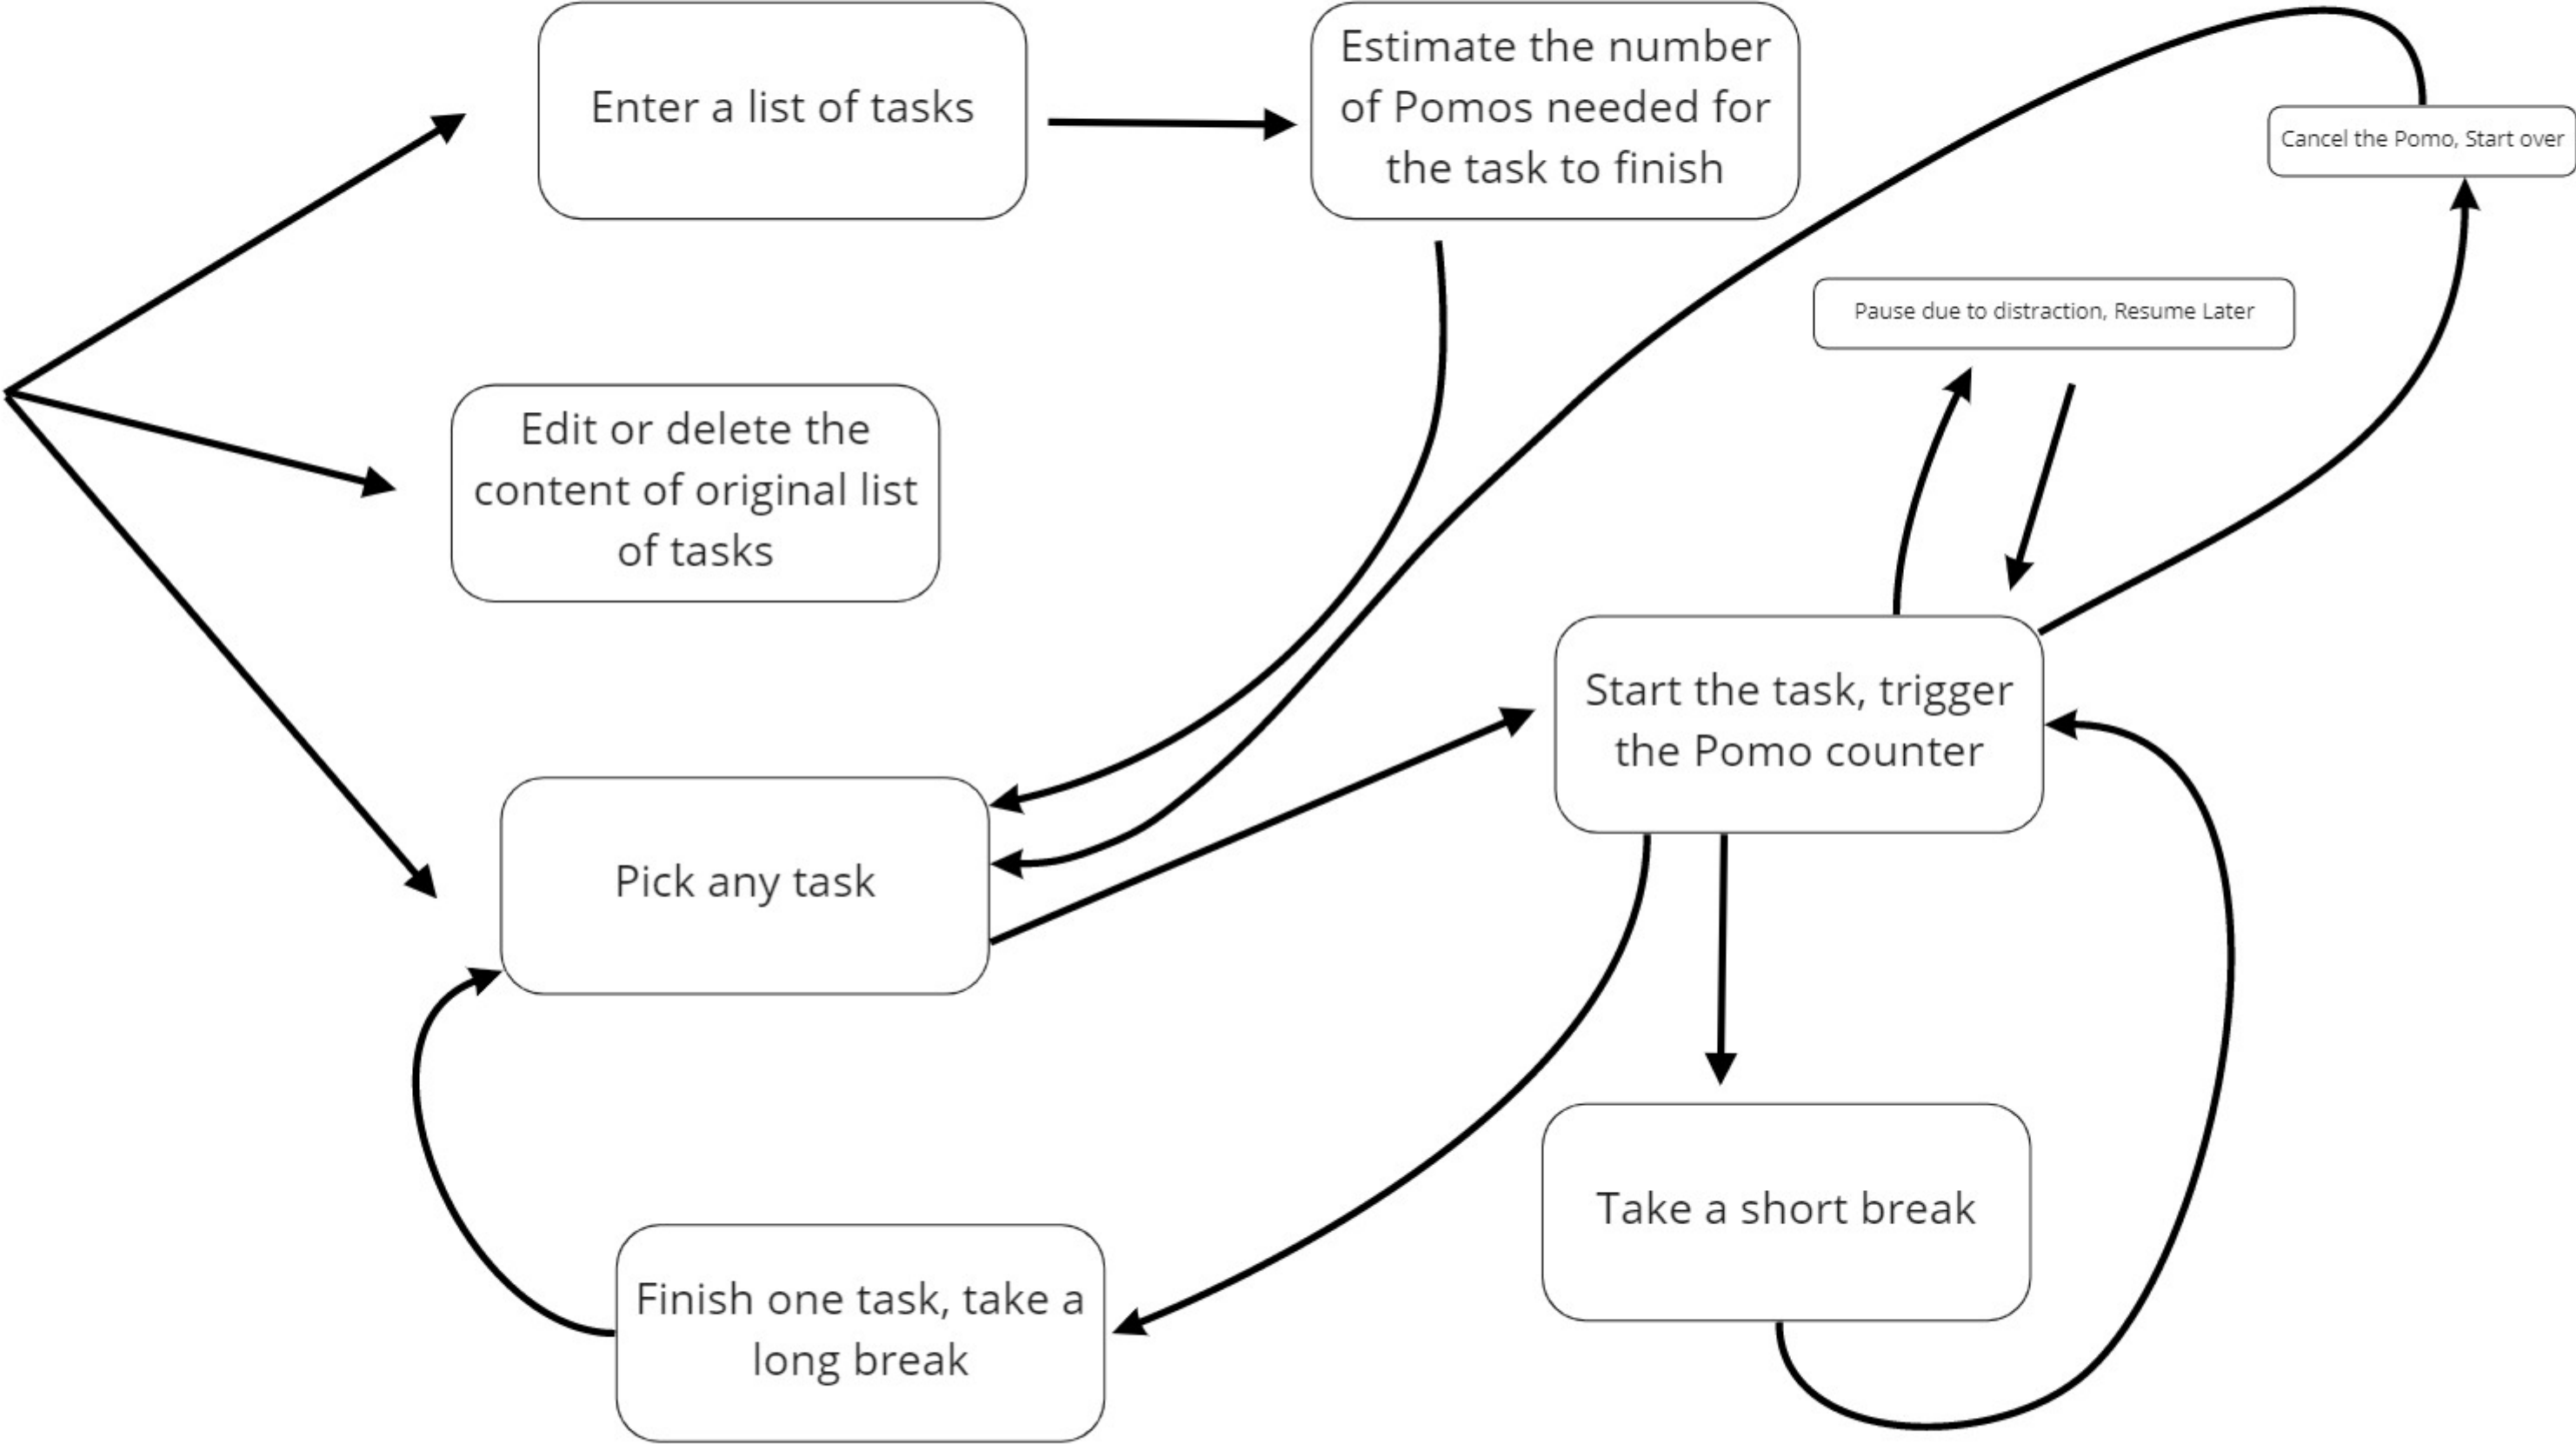 Enter a list of tasks
Estimate the number
of Pomos needed for
the task to finish
Cancel the Pomo, Start over
Pause due to distraction, Resume Later
Edit or delete the
content of original list
of tasks
Start the task, trigger
the Pomo counter
Pick any task
Take a short break
Finish one task, take a
long break